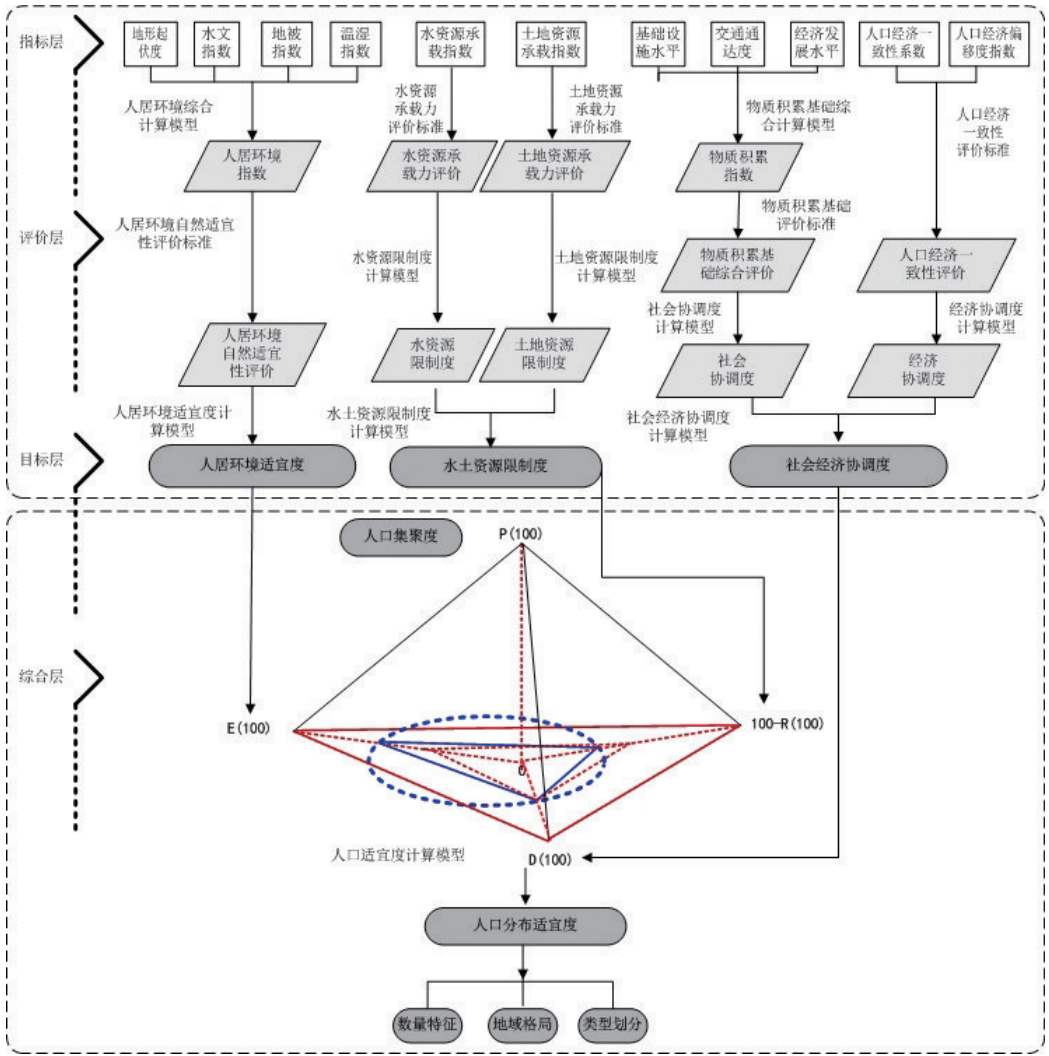 指标层
地形起
伏度
水文
指数
地被
指数
温湿
指数
水资源承
载指数
土地资源
承载指数
基础设
施水平
交通通
达度
经济发
展水平
人口经济一
致性系数
人口经济偏
移度指数
人居环境综合
计算模型
水资源
承载力
评价标准
土地资源
承载力
评价标准
物质积累基础综
合计算模型
人口经济
一致性
评价标准
人居环境
指数
水资源承
载力评价
土地资源承
载力评价
物质积累
指数
评价层
人居环境自然适宜
性评价标准
物质积累基础
评价标准
水资源限制度
计算模型
土地资源限制度
计算模型
物质积累基
础综合评价
人口经济一
致性评价
社会协调度
计算模型
经济协调度
计算模型
人居环境
自然适宜
性评价
水资源
限制度
土地资源
限制度
社会
协调度
经济
协调度
人居环境适宜度计
算模型
水土资源限制度
计算模型
社会经济协调度
计算模型
目标层
人居环境适宜度
水土资源限制度
社会经济协调度
人口集聚度
P(100)
综合层
E(100)
100-R(100)
O
人口适宜度计算模型
D(100)
人口分布适宜度
数量特征
地域格局
类型划分